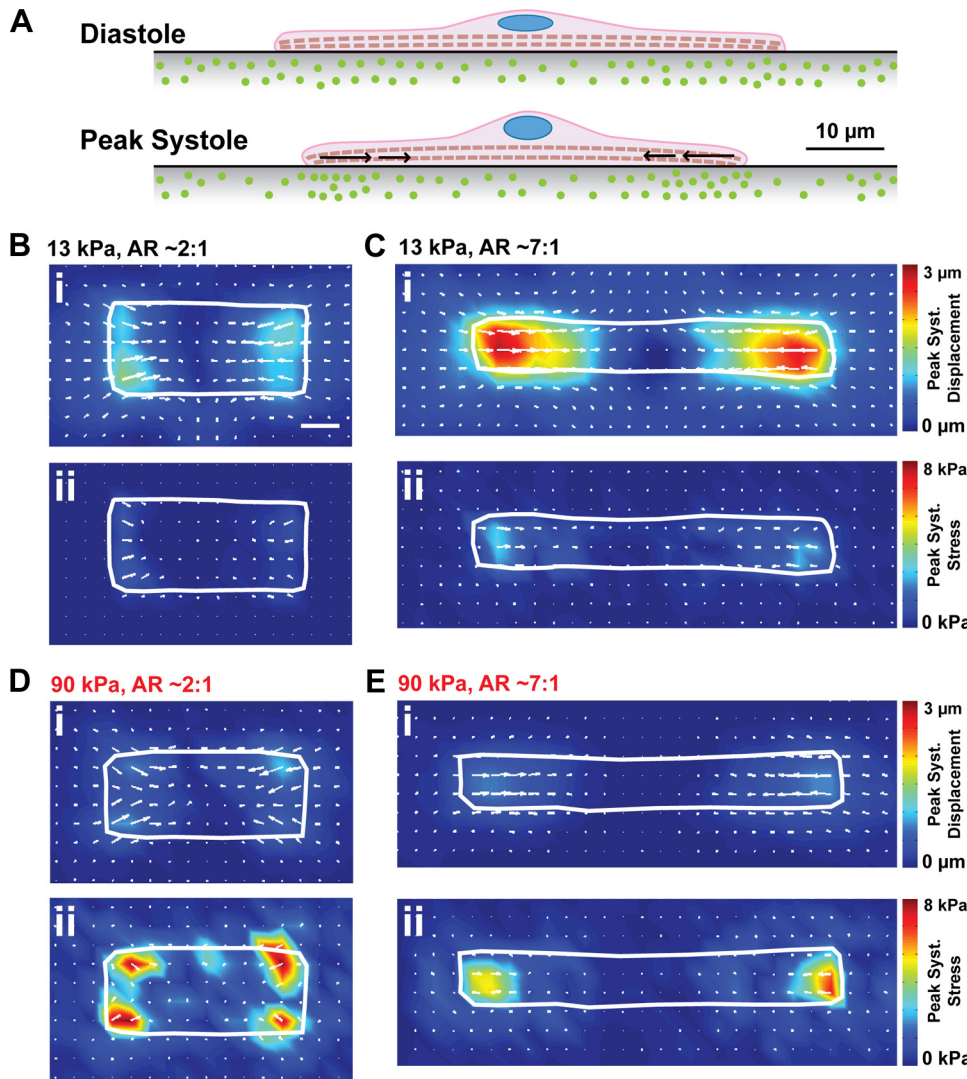 A
Diastole
Peak Systole
10 µm
B 13 kPa, AR ~2:1
i
ii
C 13 kPa, AR ~7:1
i
3 µm
Peak Syst.
Displacement
0 µm
ii
8 kPa
Peak Syst.
Stress
0 kPa
D 90 kPa, AR ~2:1
i
ii
E 90 kPa, AR ~7:1
i
3 µm
Peak Syst.
Displacement
0 µm
ii
8 kPa
Peak Syst.
Stress
0 kPa